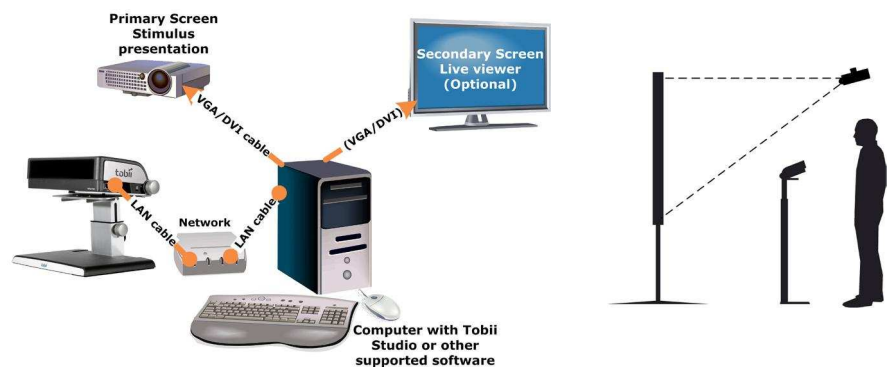 Primary Screen
Stimulus
presentation
Secondary Screen
Live viewer
(Optional)
VGA/DVI cable
(VGA/DVI)
tobii
LAN cable
Network
LAN cable
Computer with Tobii
Studio or other
supported software